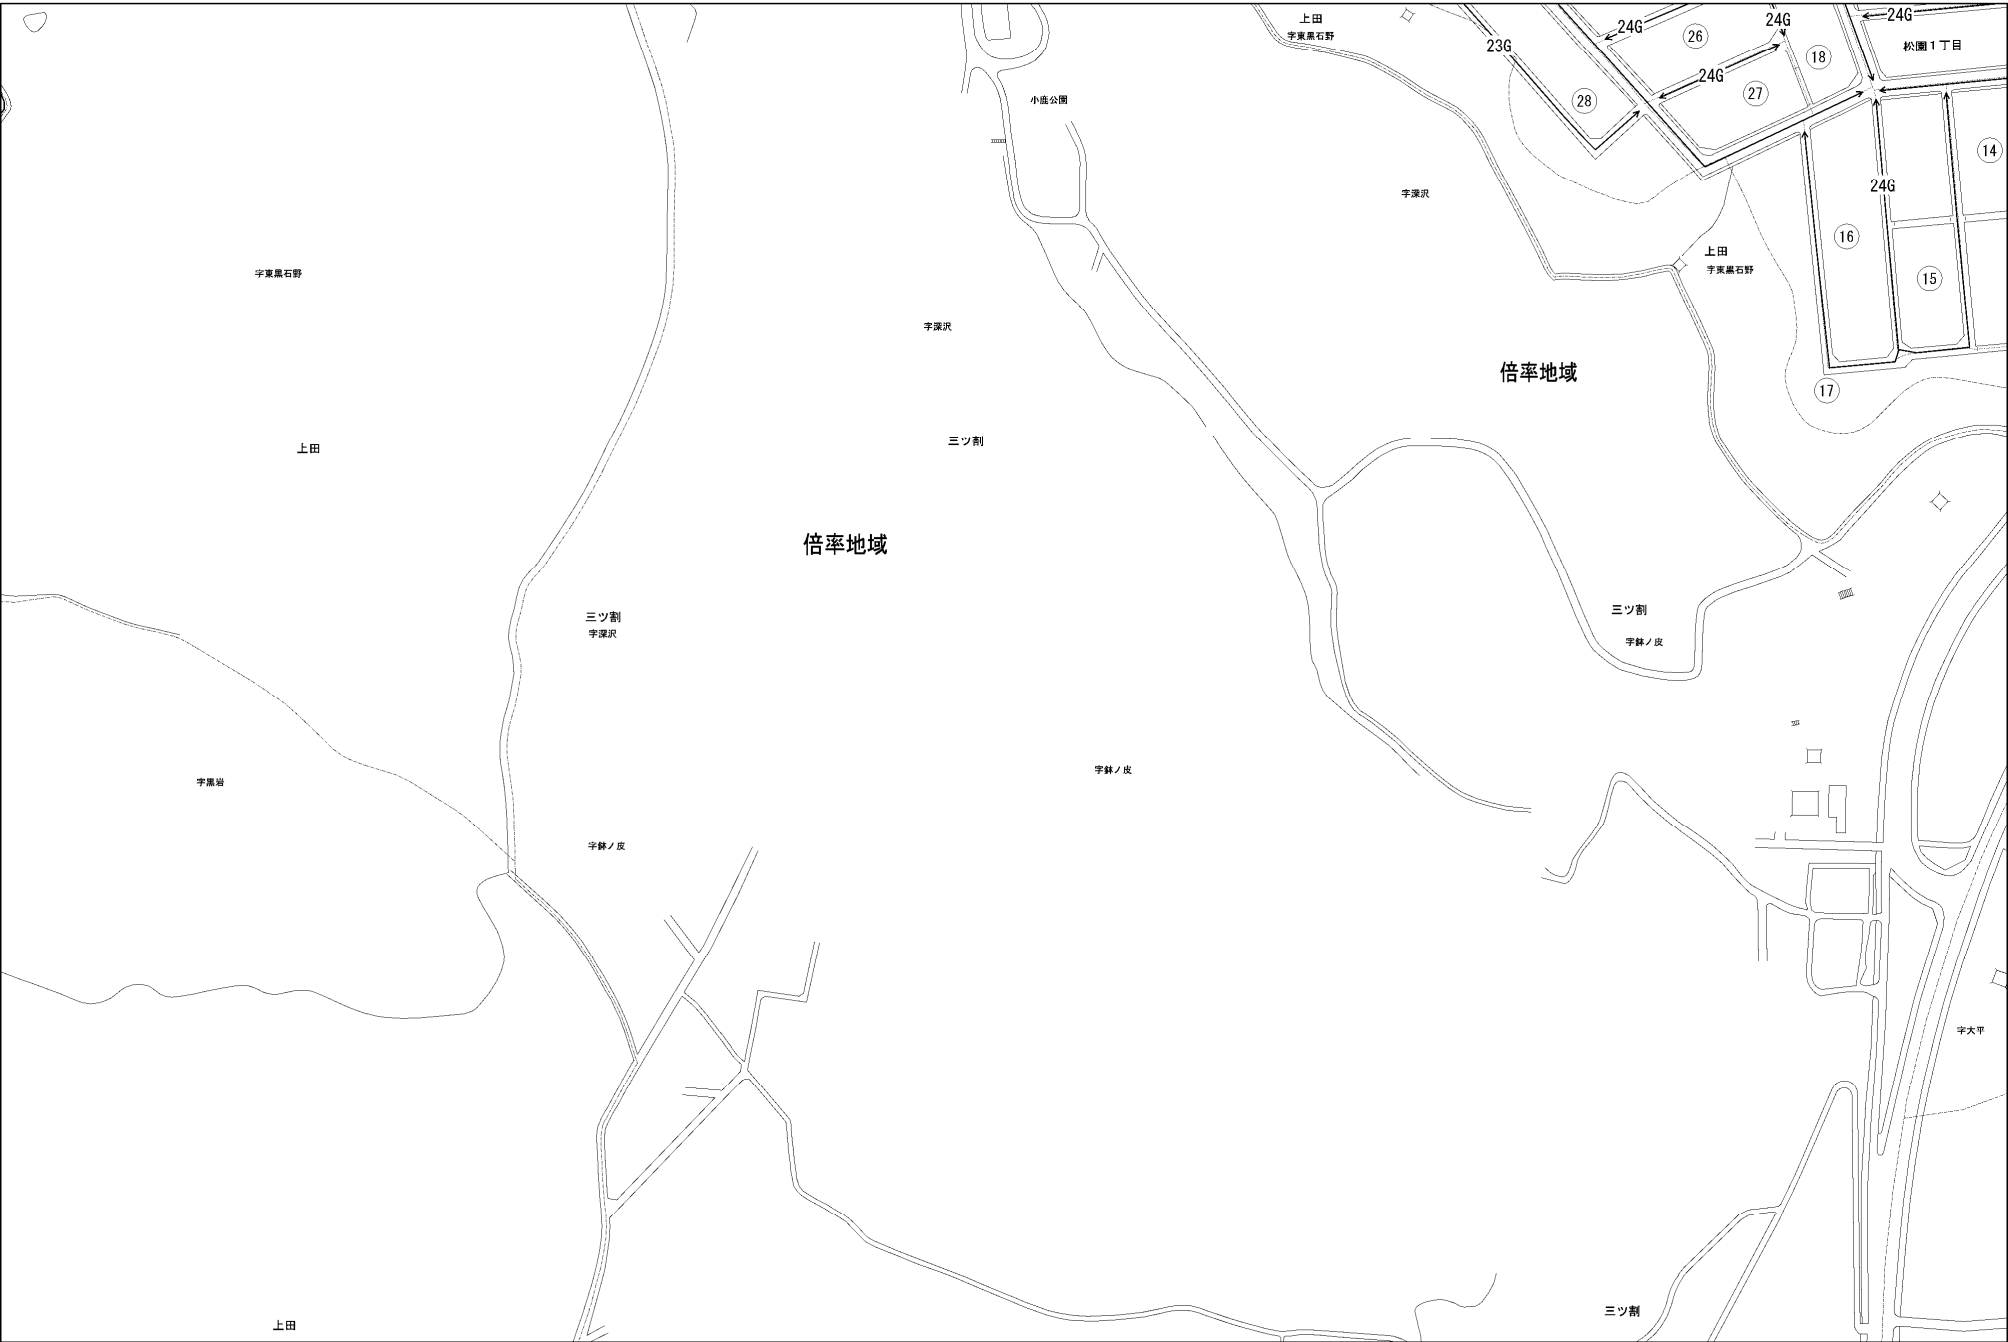 上田
字東黒石野
24G
24G
24G
26
松園1丁目
23G
18
24G
27
28
小鹿公園
14
字深沢
24G
16
上田
字東黒石野
字東黒石野
15
字深沢
倍率地域
17
三ツ割
上田
倍率地域
三ツ割
字深沢
三ツ割
字鉢ノ皮
字鉢ノ皮
字黒岩
字鉢ノ皮
字大平
三ツ割
上田